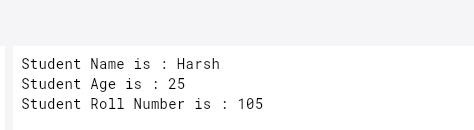 Student Name is : Harsh
Student Age is : 25
Student Roll Number is : 105